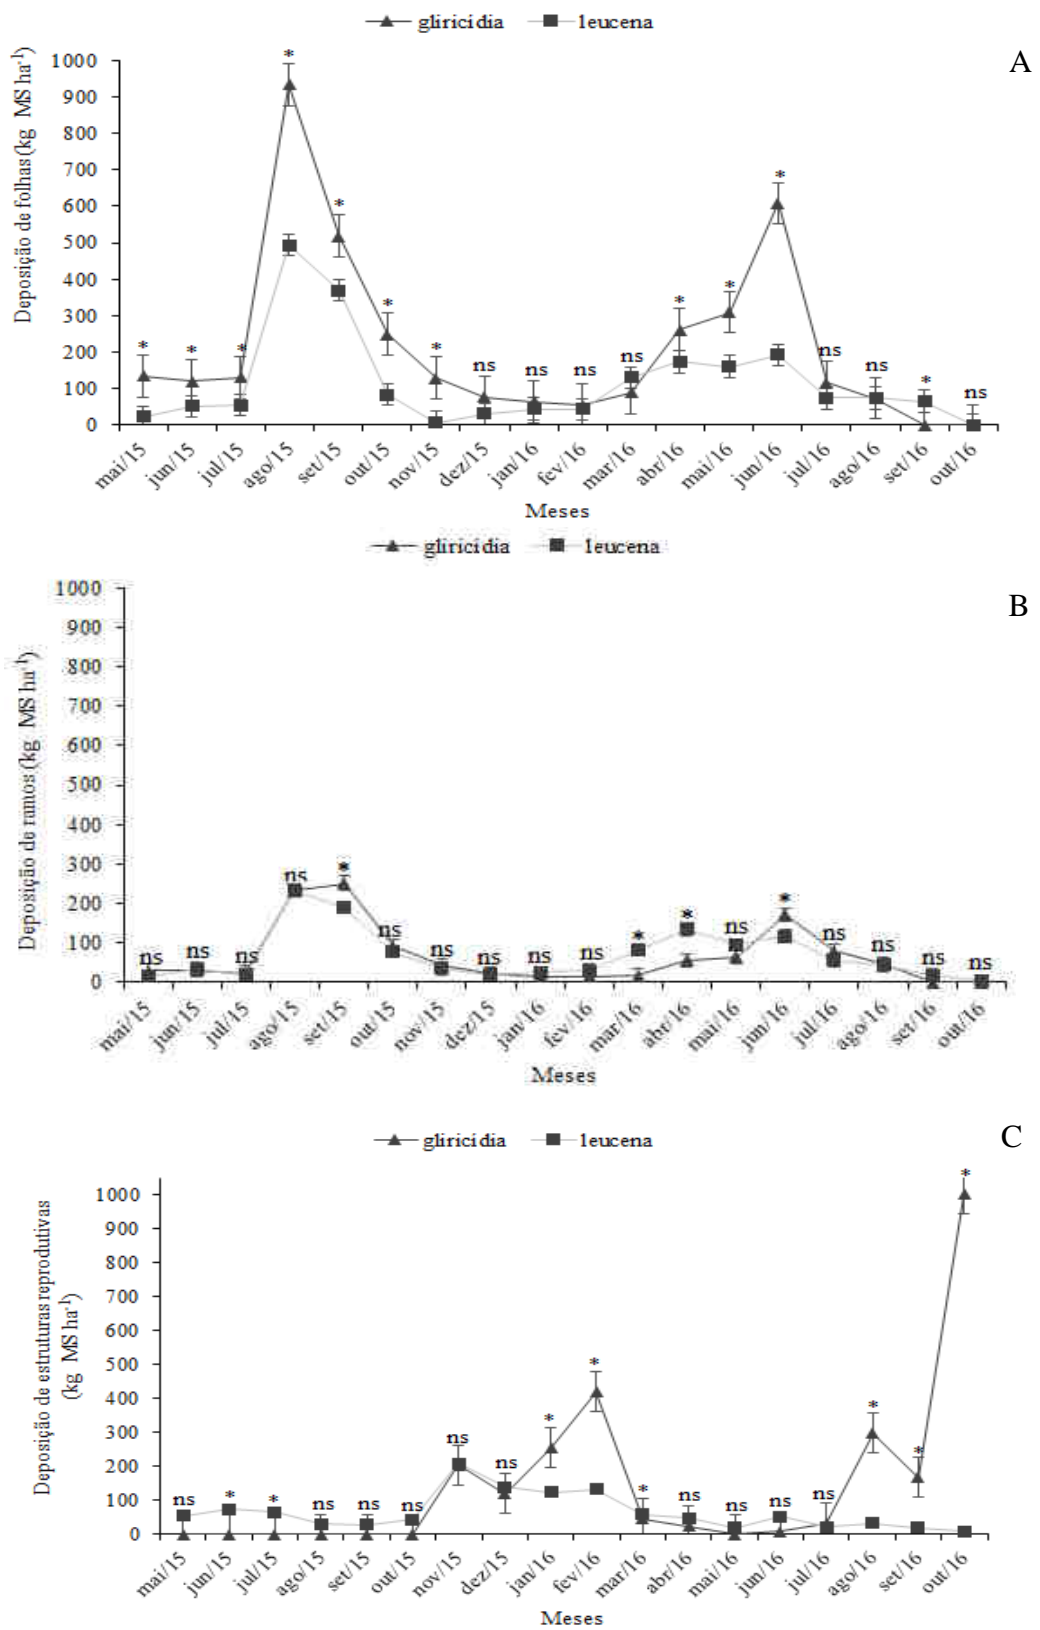 gliricídia leucena
A
Deposição de folhas (kg MS ha⁻¹)
1000
900
800
700
600
500
400
300
200
100
0
* * * * * * * ns ns ns ns * * * ns ns * ns
mai/15 jun/15 jul/15 ago/15 set/15 out/15 nov/15 dez/15 jan/16 fev/16 mar/16 abr/16 mai/16 jun/16 jul/16 ago/16 set/16 out/16
Meses
gliricídia leucena
B
Deposição de ramos (kg MS ha⁻¹)
1000
900
800
700
600
500
400
300
200
100
0
ns ns ns ns * ns ns ns ns ns * * ns * ns ns ns ns
mai/15 jun/15 jul/15 ago/15 set/15 out/15 nov/15 dez/15 jan/16 fev/16 mar/16 abr/16 mai/16 jun/16 jul/16 ago/16 set/16 out/16
Meses
gliricídia leucena
C
Deposição de estruturas reprodutivas
(kg MS ha⁻¹)
1000
900
800
700
600
500
400
300
200
100
0
ns * * ns ns ns ns ns * * * ns ns ns ns * * *
mai/15 jun/15 jul/15 ago/15 set/15 out/15 nov/15 dez/15 jan/16 fev/16 mar/16 abr/16 mai/16 jun/16 jul/16 ago/16 set/16 out/16
Meses